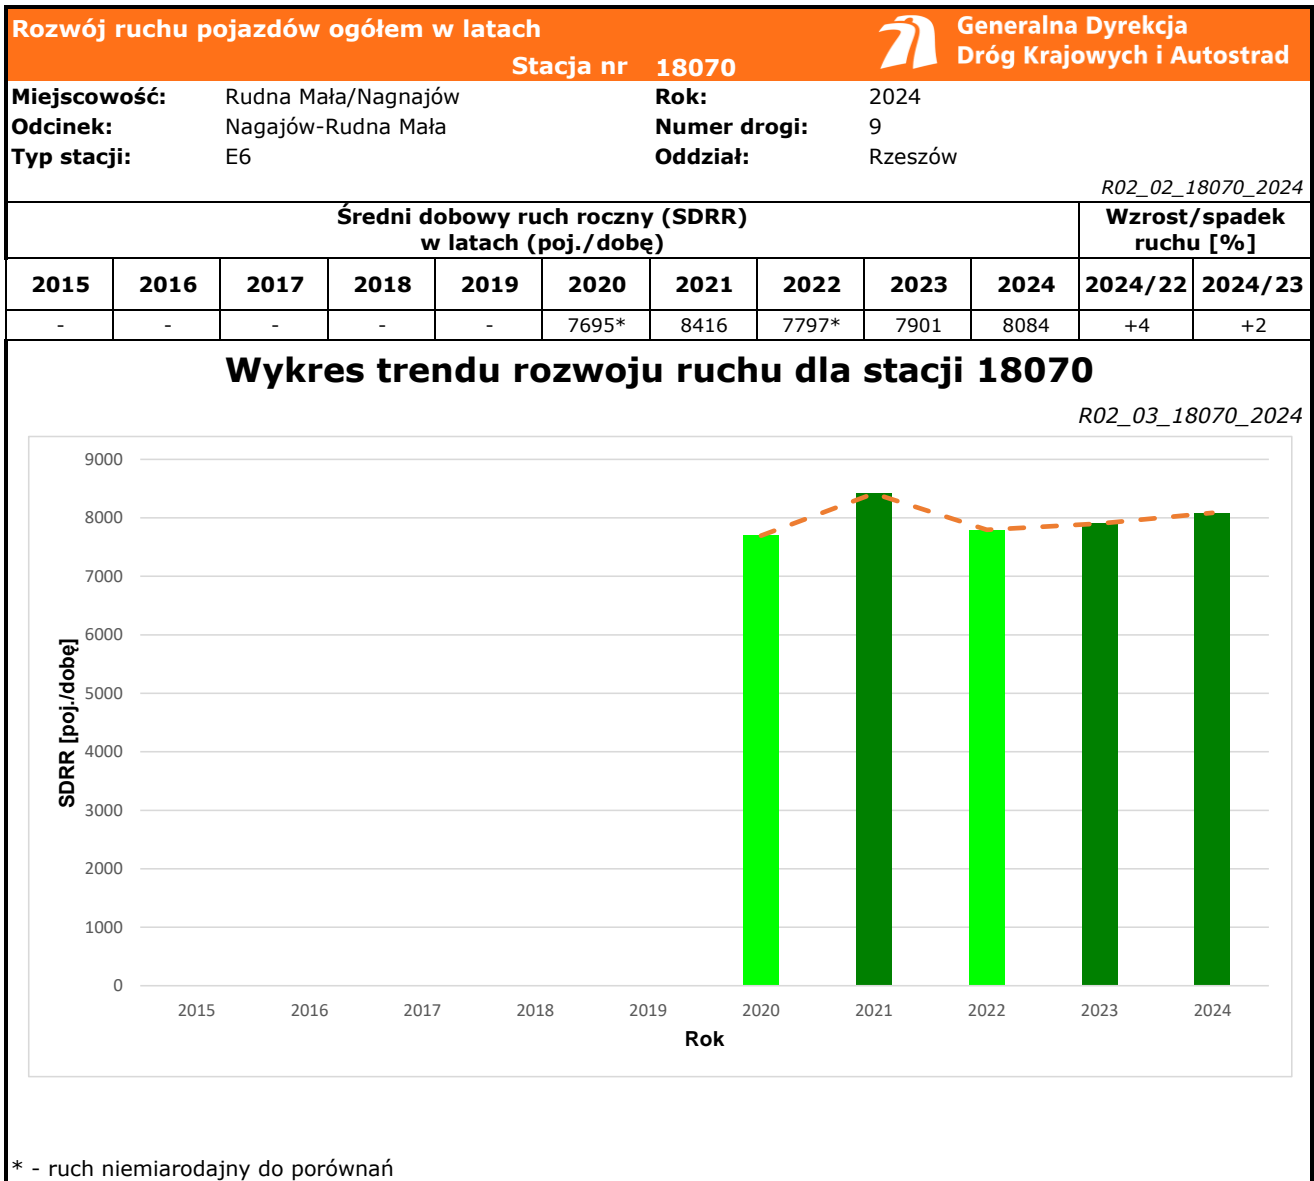 Rozwój ruchu pojazdów ogółem w latach
Stacja nr 18070
Generalna Dyrekcja
Dróg Krajowych i Autostrad
Miejscowość: Rudna Mała/Nagnajów Rok: 2024
Odcinek: Nagajów-Rudna Mała Numer drogi: 9
Typ stacji: E6 Oddział: Rzeszów
R02_02_18070_2024
Średni dobowy ruch roczny (SDRR)
w latach (poj./dobę)
Wzrost/spadek
ruchu [%]
2015 2016 2017 2018 2019 2020 2021 2022 2023 2024 2024/22 2024/23
- - - - - 7695* 8416 7797* 7901 8084 +4 +2
Wykres trendu rozwoju ruchu dla stacji 18070
R02_03_18070_2024
SDRR [poj./dobę]
9000
8000
7000
6000
5000
4000
3000
2000
1000
0
2015 2016 2017 2018 2019 2020 2021 2022 2023 2024
Rok
* - ruch niemiarodajny do porównań